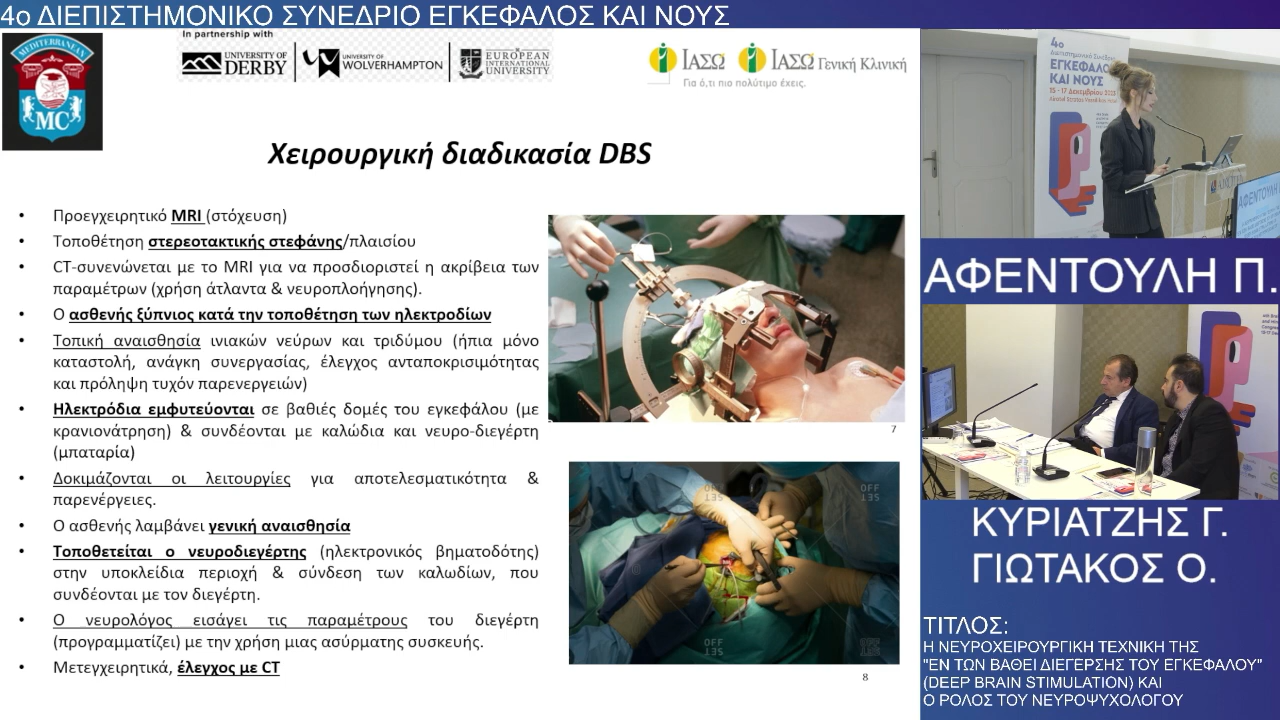 4ο ΔΙΕΠΙΣΤΗΜΟΝΙΚΟ ΣΥΝΕΔΡΙΟ ΕΓΚΕΦΑΛΟΣ ΚΑΙ ΝΟΥΣ
In partnership with
MEDITERRANEAN
MC
UNIVERSITY OF
DERBY
UNIVERSITY OF
WOLVERHAMPTON
EUROPEAN
INTERNATIONAL
UNIVERSITY
ΙΑΣΩ
ΙΑΣΩ Γενική Κλινική
Για ό,τι πιο πολύτιμο έχεις.
Χειρουργική διαδικασία DBS
• Προεγχειρητικό MRI (στόχευση)
• Τοποθέτηση στερεοτακτικής στεφάνης/πλαισίου
• CT-συνενώνεται με το MRI για να προσδιοριστεί η ακρίβεια των
παραμέτρων (χρήση άτλαντα & νευροπλοήγησης).
• Ο ασθενής ξύπνιος κατά την τοποθέτηση των ηλεκτροδίων
• Τοπική αναισθησία ινιακών νεύρων και τριδύμου (ήπια μόνο
καταστολή, ανάγκη συνεργασίας, έλεγχος ανταποκρισιμότητας
και πρόληψη τυχόν παρενεργειών)
• Ηλεκτρόδια εμφυτεύονται σε βαθιές δομές του εγκεφάλου (με
κρανιονάτρηση) & συνδέονται με καλώδια και νευρο-διεγέρτη
(μπαταρία)
• Δοκιμάζονται οι λειτουργίες για αποτελεσματικότητα &
παρενέργειες.
• Ο ασθενής λαμβάνει γενική αναισθησία
• Τοποθετείται ο νευροδιεγέρτης (ηλεκτρονικός βηματοδότης)
στην υποκλείδια περιοχή & σύνδεση των καλωδίων, που
συνδέονται με τον διεγέρτη.
• Ο νευρολόγος εισάγει τις παραμέτρους του διεγέρτη
(προγραμματίζει) με την χρήση μιας ασύρματης συσκευής.
• Μετεγχειρητικά, έλεγχος με CT
7
OFF
SET
OFF
SET
OFF
SET
8
4ο
Διεπιστημονικό Συνέδριο
ΕΓΚΕΦΑΛΟΣ
ΚΑΙ ΝΟΥΣ
15 - 17 Δεκεμβρίου 2023
ΑΦΕΝΤΟΥΛΗ Π.
ΚΥΡΙΑΤΖΗΣ Γ.
ΓΙΩΤΑΚΟΣ Ο.
ΤΙΤΛΟΣ:
Η ΝΕΥΡΟΧΕΙΡΟΥΡΓΙΚΗ ΤΕΧΝΙΚΗ ΤΗΣ
"ΕΝ ΤΩΝ ΒΑΘΕΙ ΔΙΕΓΕΡΣΗΣ ΤΟΥ ΕΓΚΕΦΑΛΟΥ"
(DEEP BRAIN STIMULATION) ΚΑΙ
Ο ΡΟΛΟΣ ΤΟΥ ΝΕΥΡΟΨΥΧΟΛΟΓΟΥ